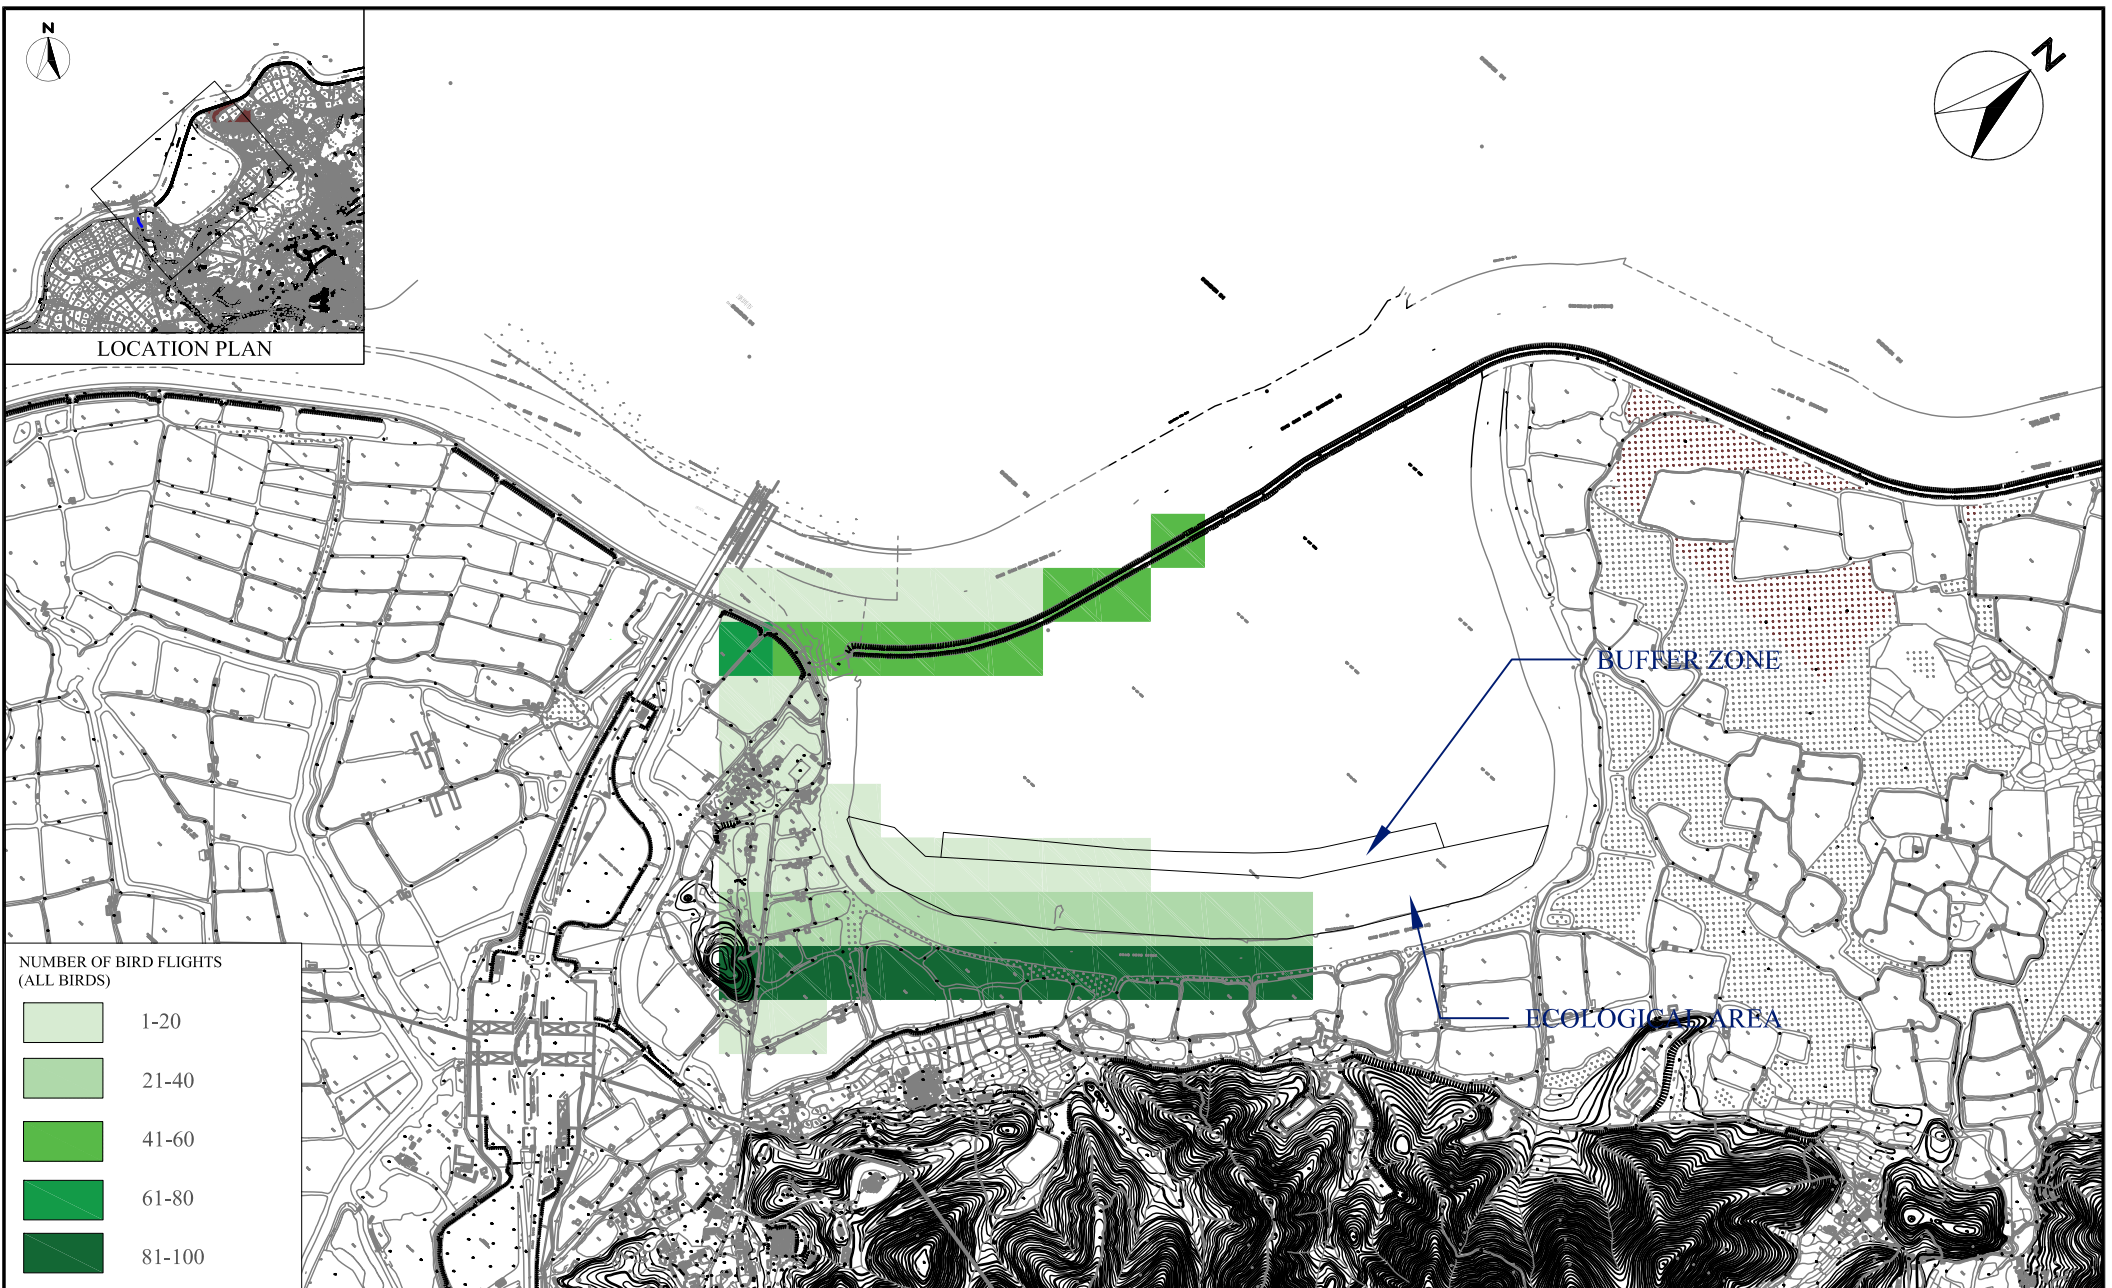 N
LOCATION PLAN
N
BUFFER ZONE
ECOLOGICAL AREA
NUMBER OF BIRD FLIGHTS
(ALL BIRDS)
1-20
21-40
41-60
61-80
81-100